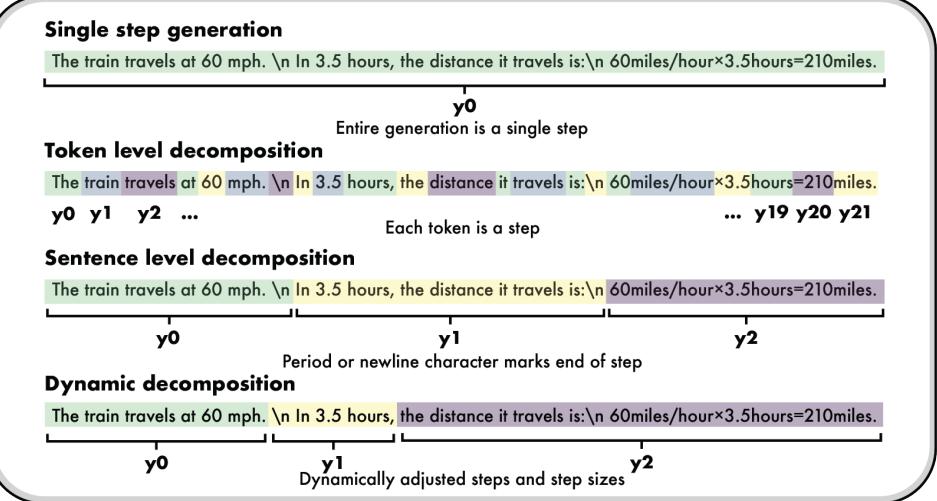 Single step generation
The train travels at 60 mph. \n In 3.5 hours, the distance it travels is:\n 60miles/hour×3.5hours=210miles.
y0
Entire generation is a single step
Token level decomposition
The train travels at 60 mph. \n In 3.5 hours, the distance it travels is:\n 60miles/hour×3.5hours=210miles.
y0 y1 y2 ... ... y19 y20 y21
Each token is a step
Sentence level decomposition
The train travels at 60 mph. \n In 3.5 hours, the distance it travels is:\n 60miles/hour×3.5hours=210miles.
y0 y1 y2
Period or newline character marks end of step
Dynamic decomposition
The train travels at 60 mph. \n In 3.5 hours, the distance it travels is:\n 60miles/hour×3.5hours=210miles.
y0 y1 y2
Dynamically adjusted steps and step sizes